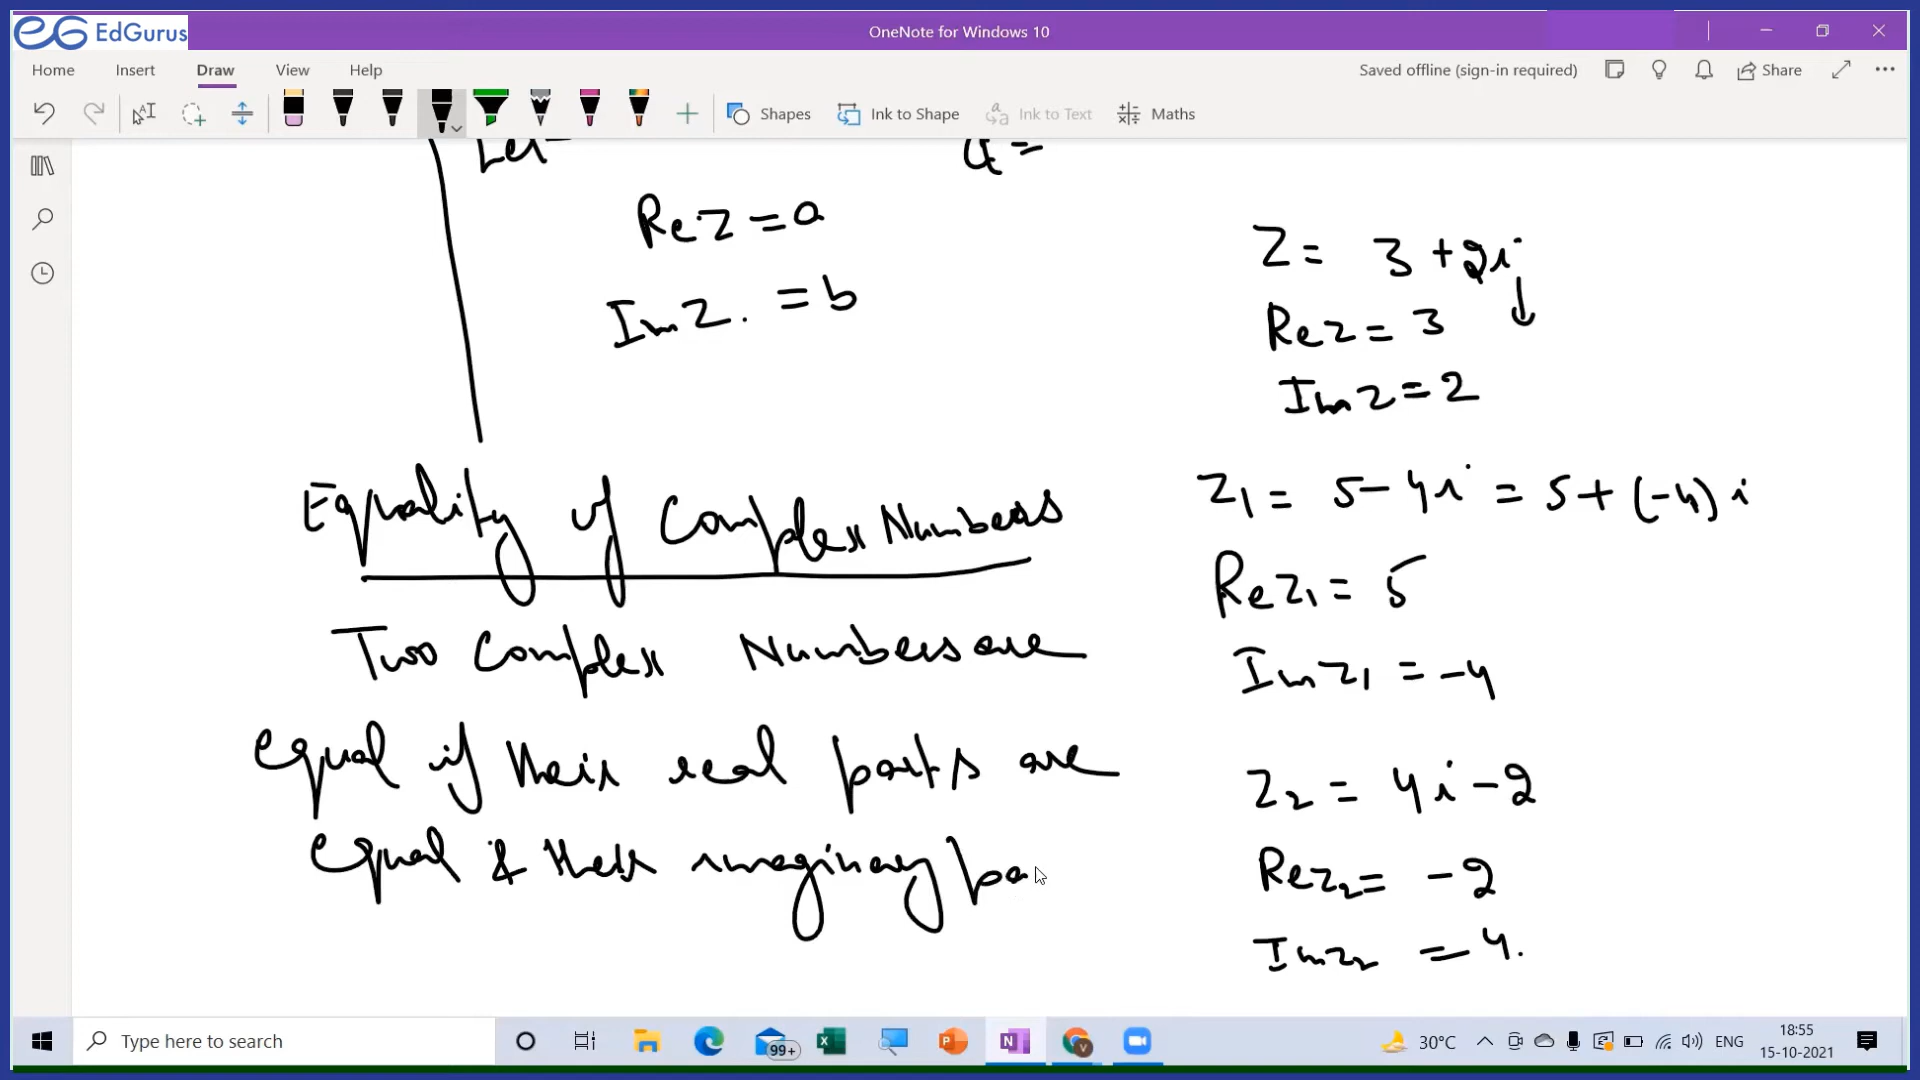 EdGurus
OneNote for Windows 10
Home Insert Draw View Help
Saved offline (sign-in required) Share
Shapes Ink to Shape Ink to Text Maths
Let
Re z = a
Im z. = b
Z = 3 + 2i
Re z = 3
Im z = 2
Equality of Complex Numbers
Two Complex Numbers are
equal if their real parts are
equal & their imaginary pa
Z1 = 5 - 4i = 5 + (-4) i
Re z1 = 5
Im z1 = -4
Z2 = 4i - 2
Re z2 = -2
Im z2 = 4.
Type here to search
99+
30°C
ENG
18:55
15-10-2021